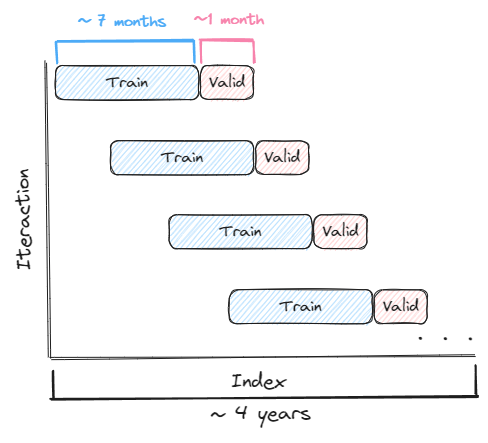 ~ 7 months
~1 month
Train
Valid
Train
Valid
Train
Valid
Train
Valid
. . .
Iteraction
Index
~ 4 years